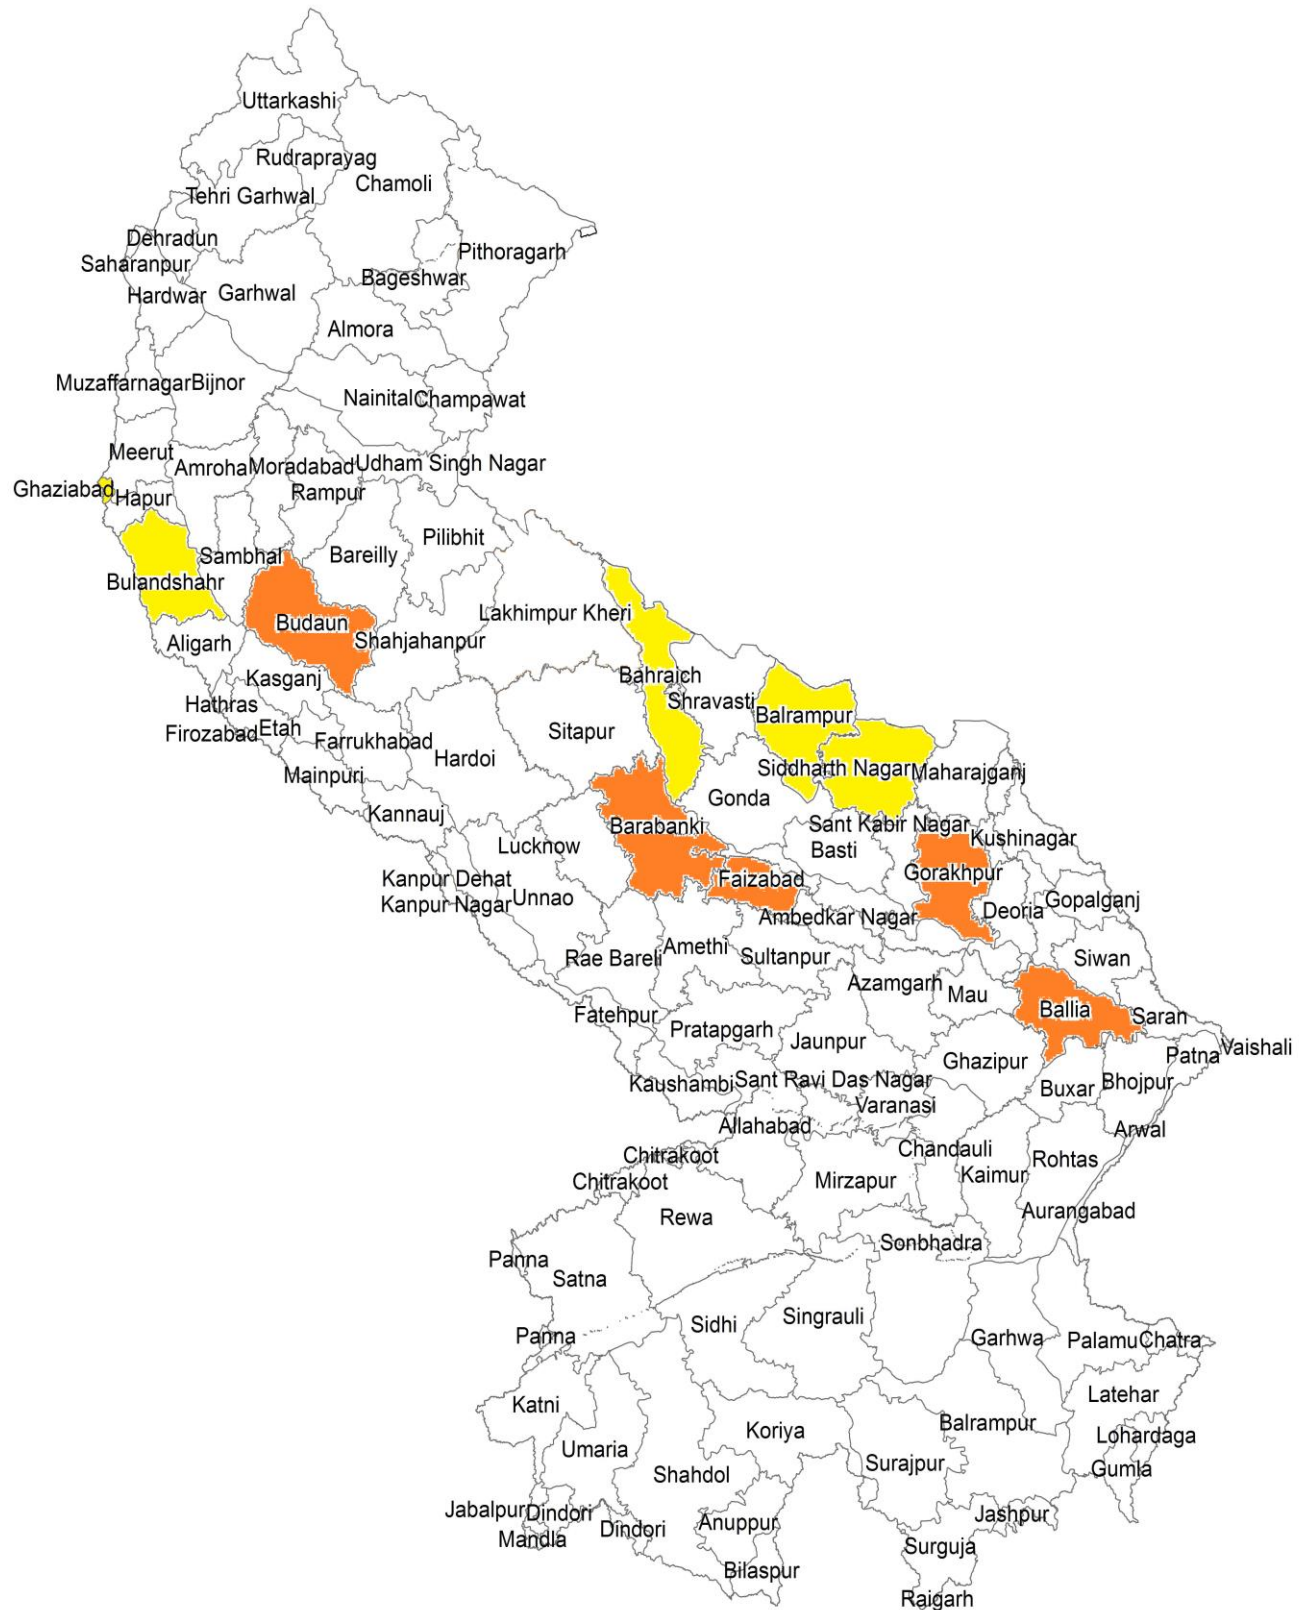 Uttarkashi
Rudraprayag
Chamoli
Tehri Garhwal
Dehradun
Pithoragarh
Saharanpur
Bageshwar
Hardwar
Garhwal
Almora
Muzaffarnagar
Bijnor
Nainital
Champawat
Meerut
Amroha
Moradabad
Udham Singh Nagar
Ghaziabad
Hapur
Rampur
Pilibhit
Sambhal
Bareilly
Bulandshahr
Lakhimpur Kheri
Budaun
Aligarh
Shahjahanpur
Kasganj
Bahraich
Hathras
Shravasti
Balrampur
Firozabad
Etah
Farrukhabad
Sitapur
Mainpuri
Hardoi
Siddharth Nagar
Maharajganj
Gonda
Kannauj
Barabanki
Sant Kabir Nagar
Kushinagar
Lucknow
Basti
Kanpur Dehat
Faizabad
Gorakhpur
Kanpur Nagar
Unnao
Ambedkar Nagar
Deoria
Gopalganj
Rae Bareli
Amethi
Sultanpur
Siwan
Azamgarh
Mau
Ballia
Fatehpur
Saran
Pratapgarh
Jaunpur
Vaishali
Patna
Ghazipur
Kaushambi
Sant Ravi Das Nagar
Buxar
Bhojpur
Varanasi
Allahabad
Arwal
Chitrakoot
Chandauli
Rohtas
Chitrakoot
Mirzapur
Kaimur
Rewa
Aurangabad
Sonbhadra
Panna
Satna
Sidhi
Singrauli
Panna
Garhwa
Palamu
Chatra
Katni
Latehar
Koriya
Balrampur
Umaria
Lohardaga
Shahdol
Surajpur
Gumla
Jabalpur
Dindori
Anuppur
Jashpur
Mandla
Dindori
Surguja
Bilaspur
Raigarh